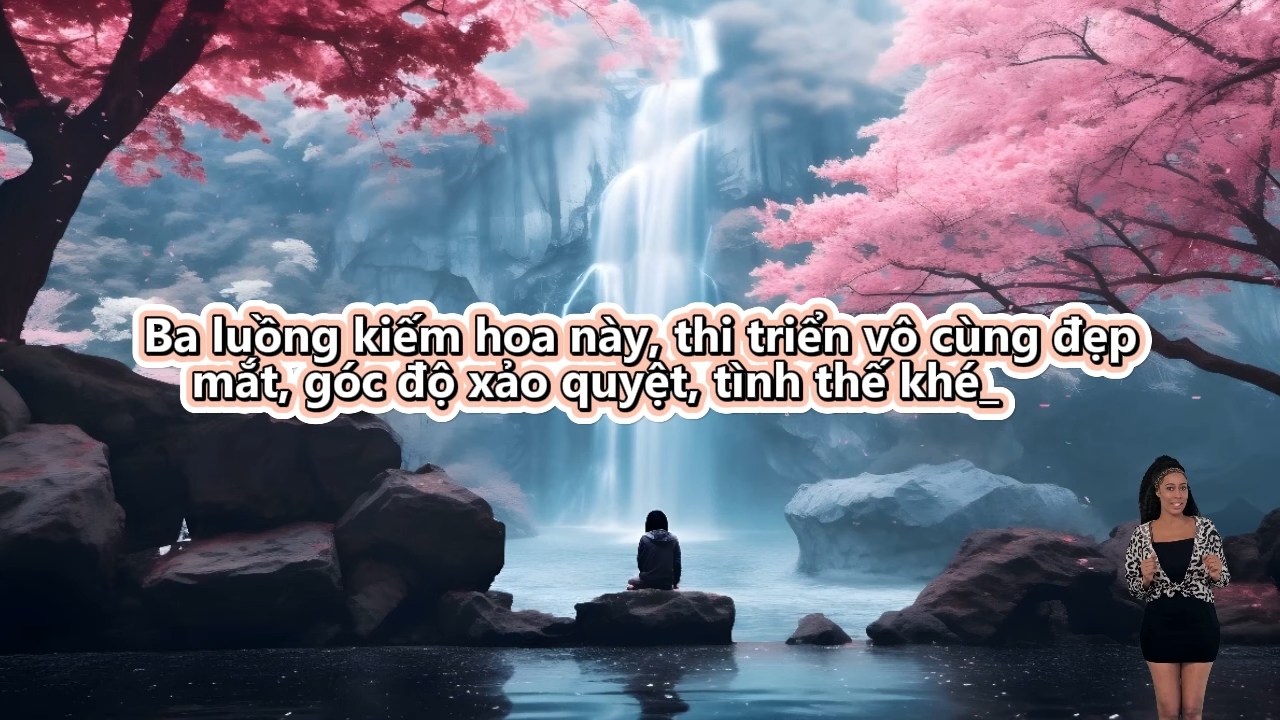 Ba luồng kiếm hoa này, thi triển vô cùng đẹp
mắt, góc độ xảo quyệt, tình thế khé_